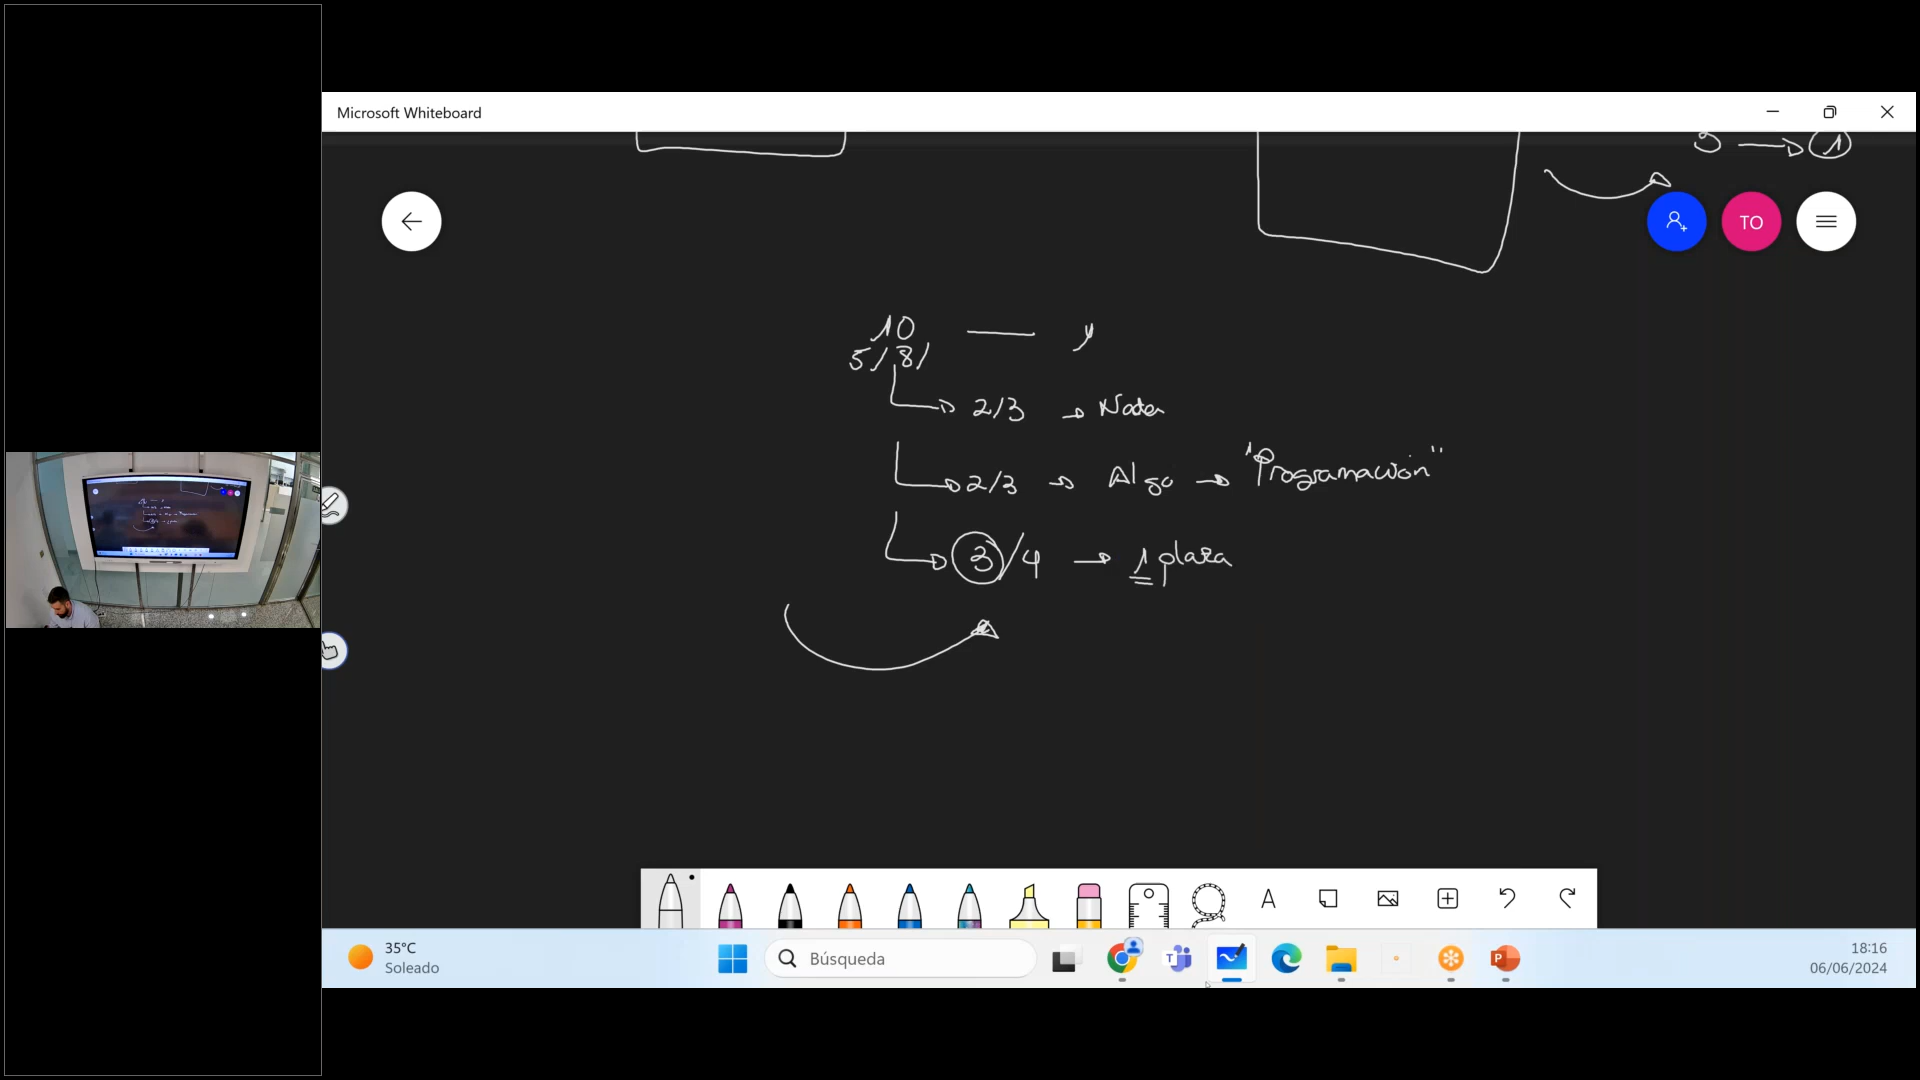 Microsoft Whiteboard
TO
10 —
5/8/
2/3 → Nada
2/3 → Algo → "Programación"
3/4 → 1 plaza
35°C
Soleado
Búsqueda
18:16
06/06/2024